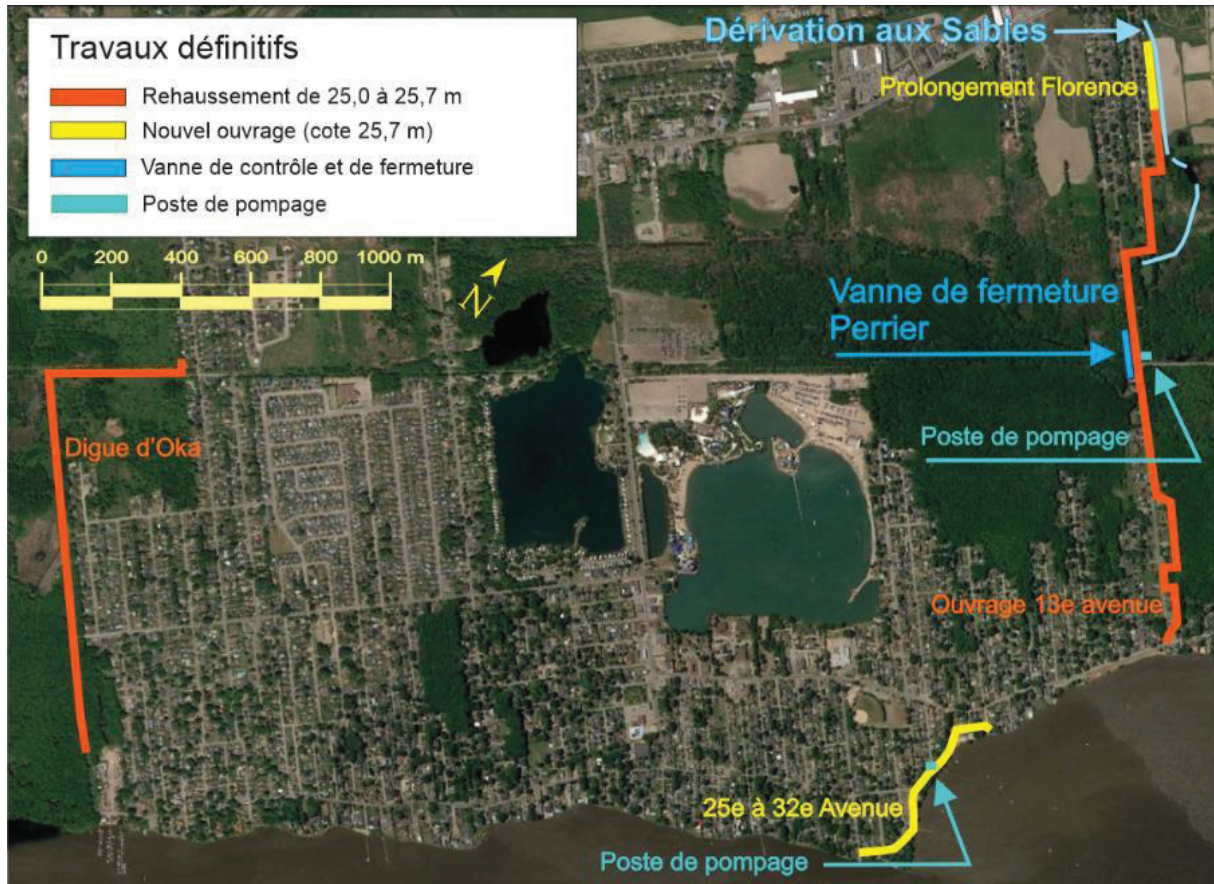 Travaux définitifs
Rehaussement de 25,0 à 25,7 m
Nouvel ouvrage (cote 25,7 m)
Vanne de contrôle et de fermeture
Poste de pompage
0 200 400 600 800 1000 m
N
Dérivation aux Sables
Prolongement Florence
Vanne de fermeture
Perrier
Digue d'Oka
Poste de pompage
Ouvrage 13e avenue
25e à 32e Avenue
Poste de pompage